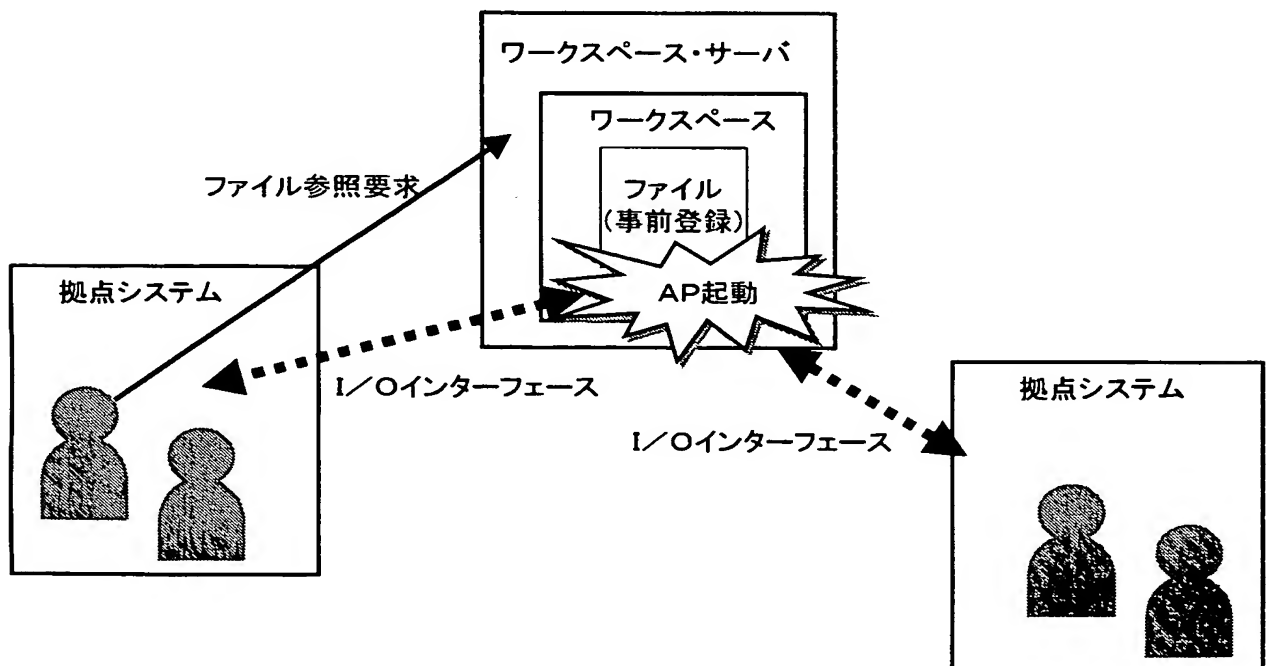 ワークスペース・サーバ
ワークスペース
ファイル
(事前登録)
AP起動
ファイル参照要求
拠点システム
I/Oインターフェース
I/Oインターフェース
拠点システム